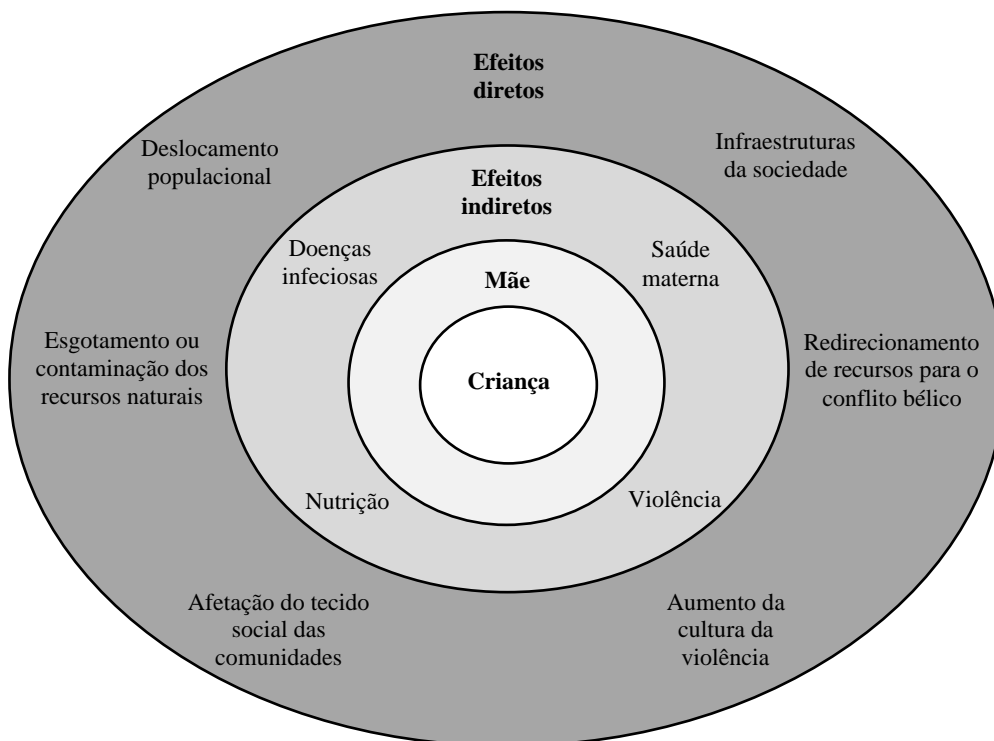 Efeitos
diretos
Deslocamento
populacional
Infraestruturas
da sociedade
Efeitos
indiretos
Doenças
infeciosas
Saúde
materna
Mãe
Esgotamento ou
contaminação dos
recursos naturais
Criança
Redirecionamento
de recursos para o
conflito bélico
Nutrição
Violência
Afetação do tecido
social das
comunidades
Aumento da
cultura da
violência